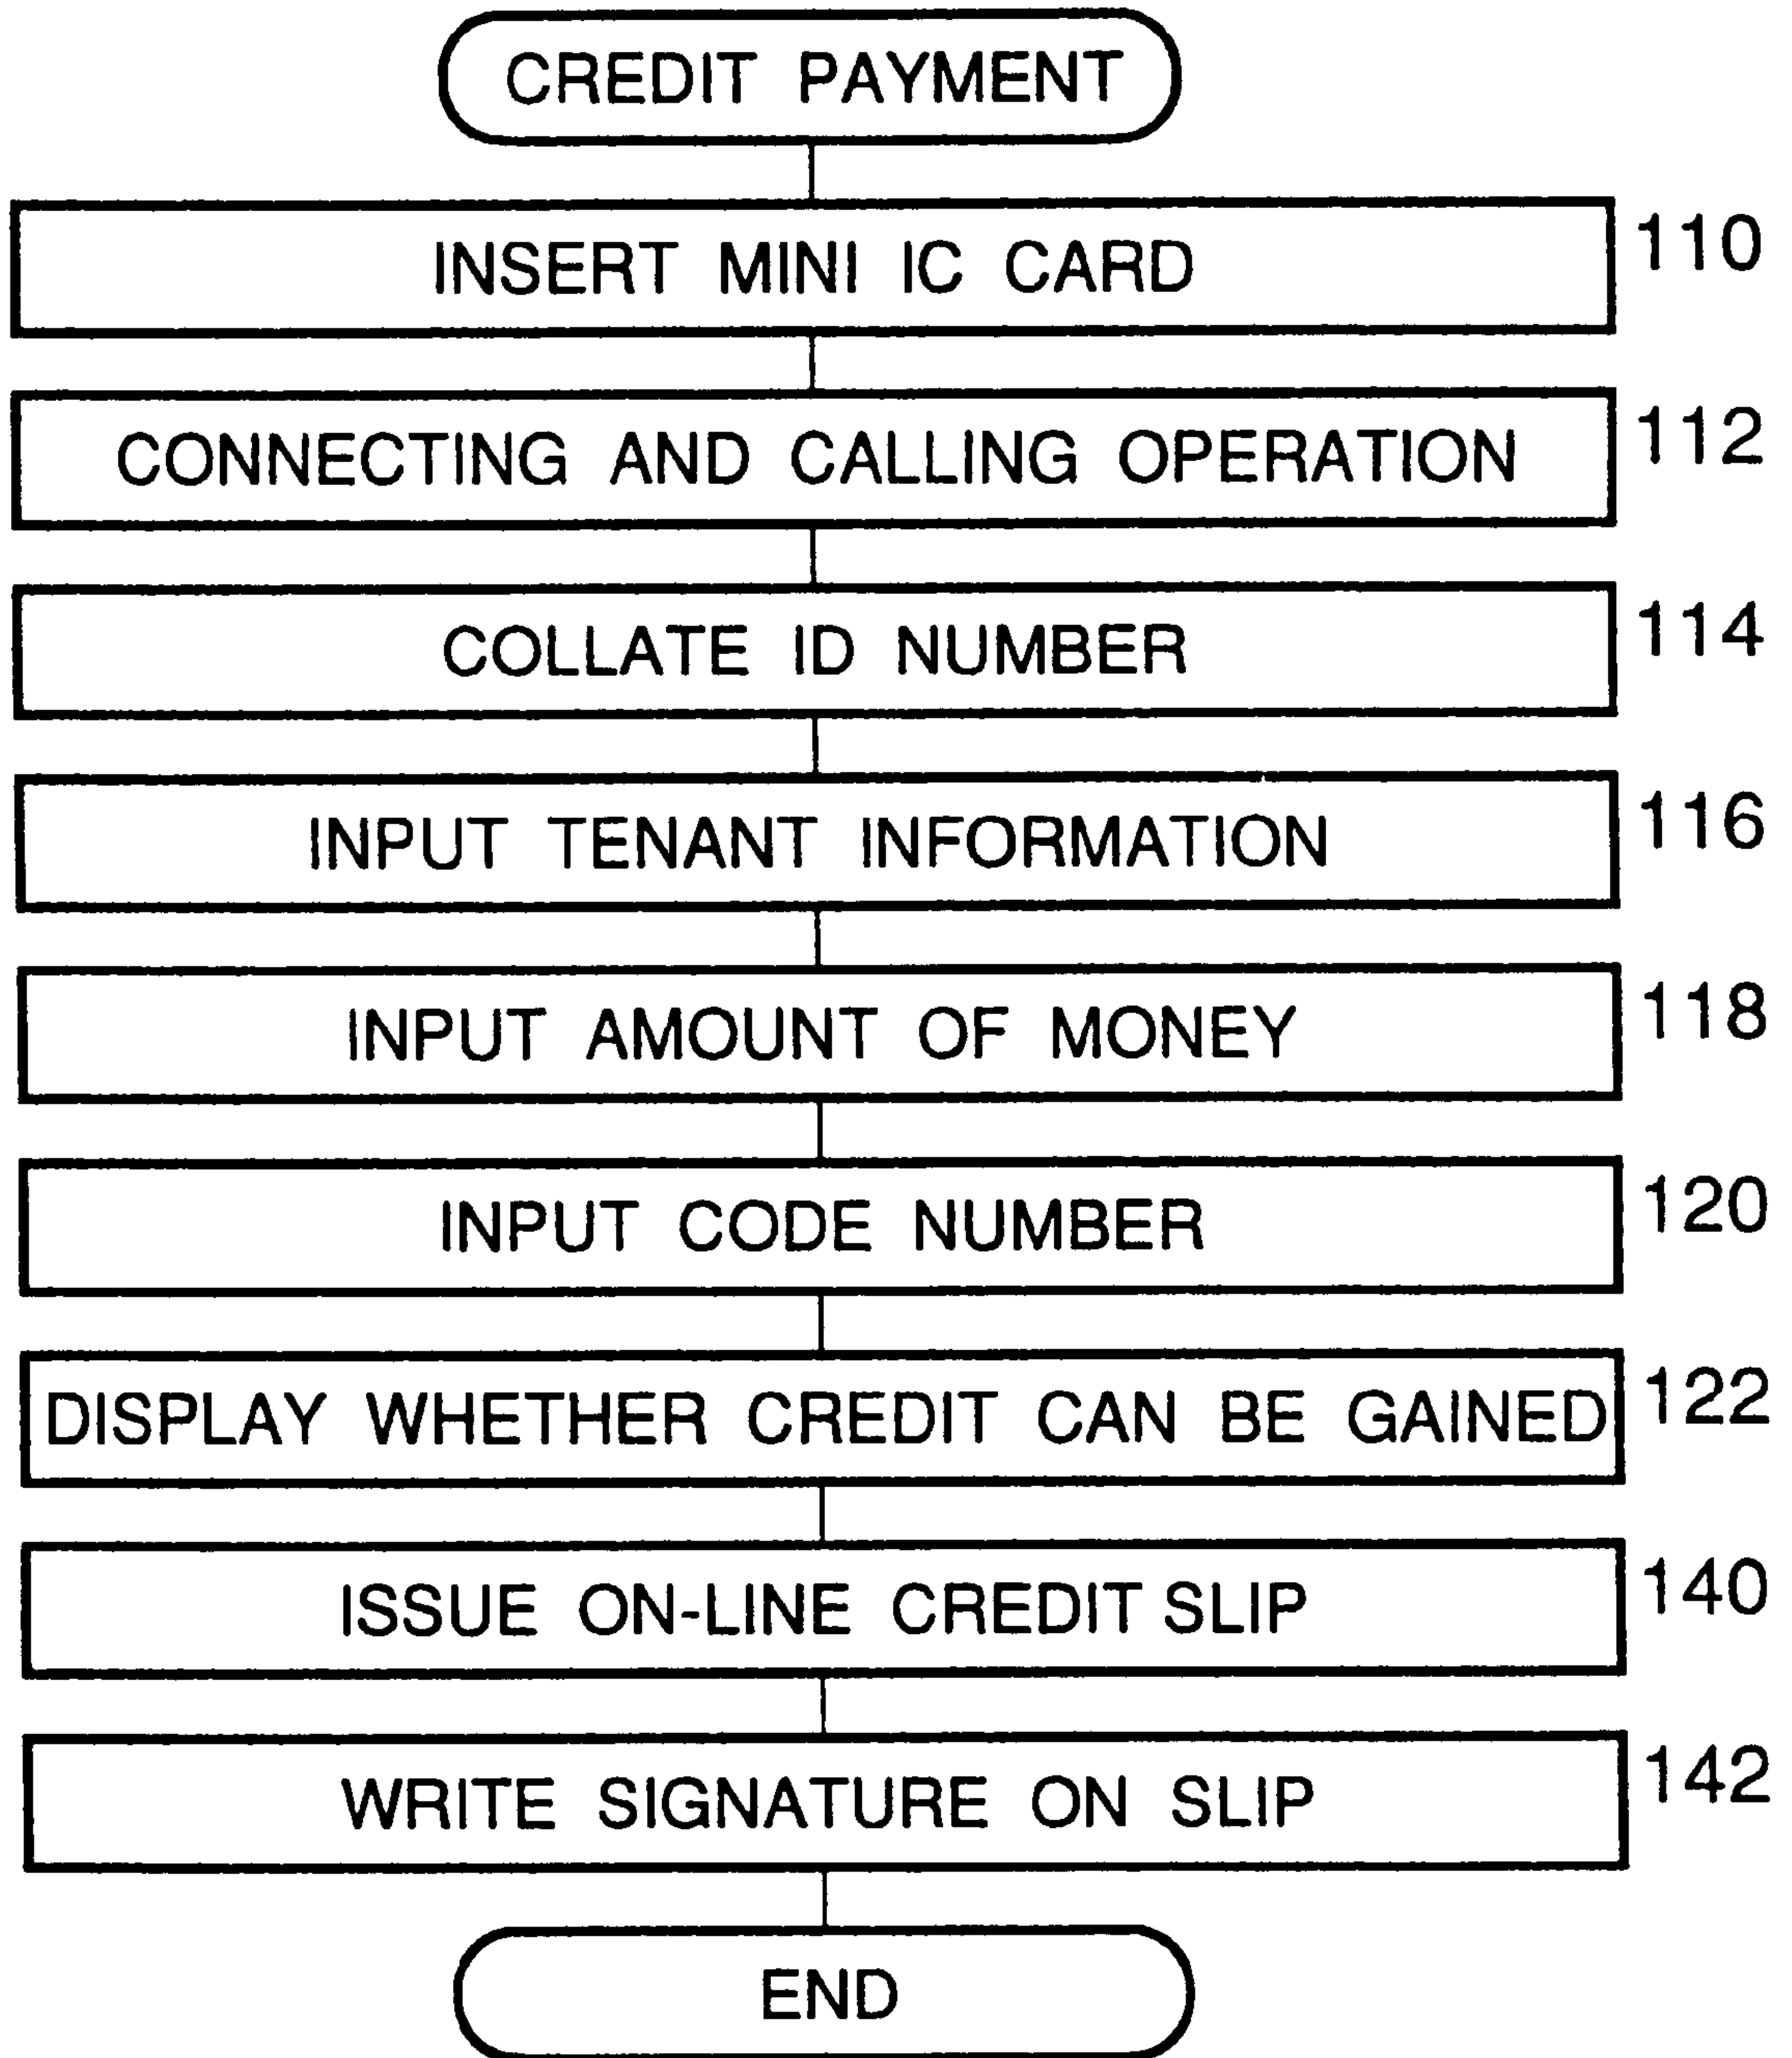 CREDIT PAYMENT
INSERT MINI IC CARD 110
CONNECTING AND CALLING OPERATION 112
COLLATE ID NUMBER 114
INPUT TENANT INFORMATION 116
INPUT AMOUNT OF MONEY 118
INPUT CODE NUMBER 120
DISPLAY WHETHER CREDIT CAN BE GAINED 122
ISSUE ON-LINE CREDIT SLIP 140
WRITE SIGNATURE ON SLIP 142
END